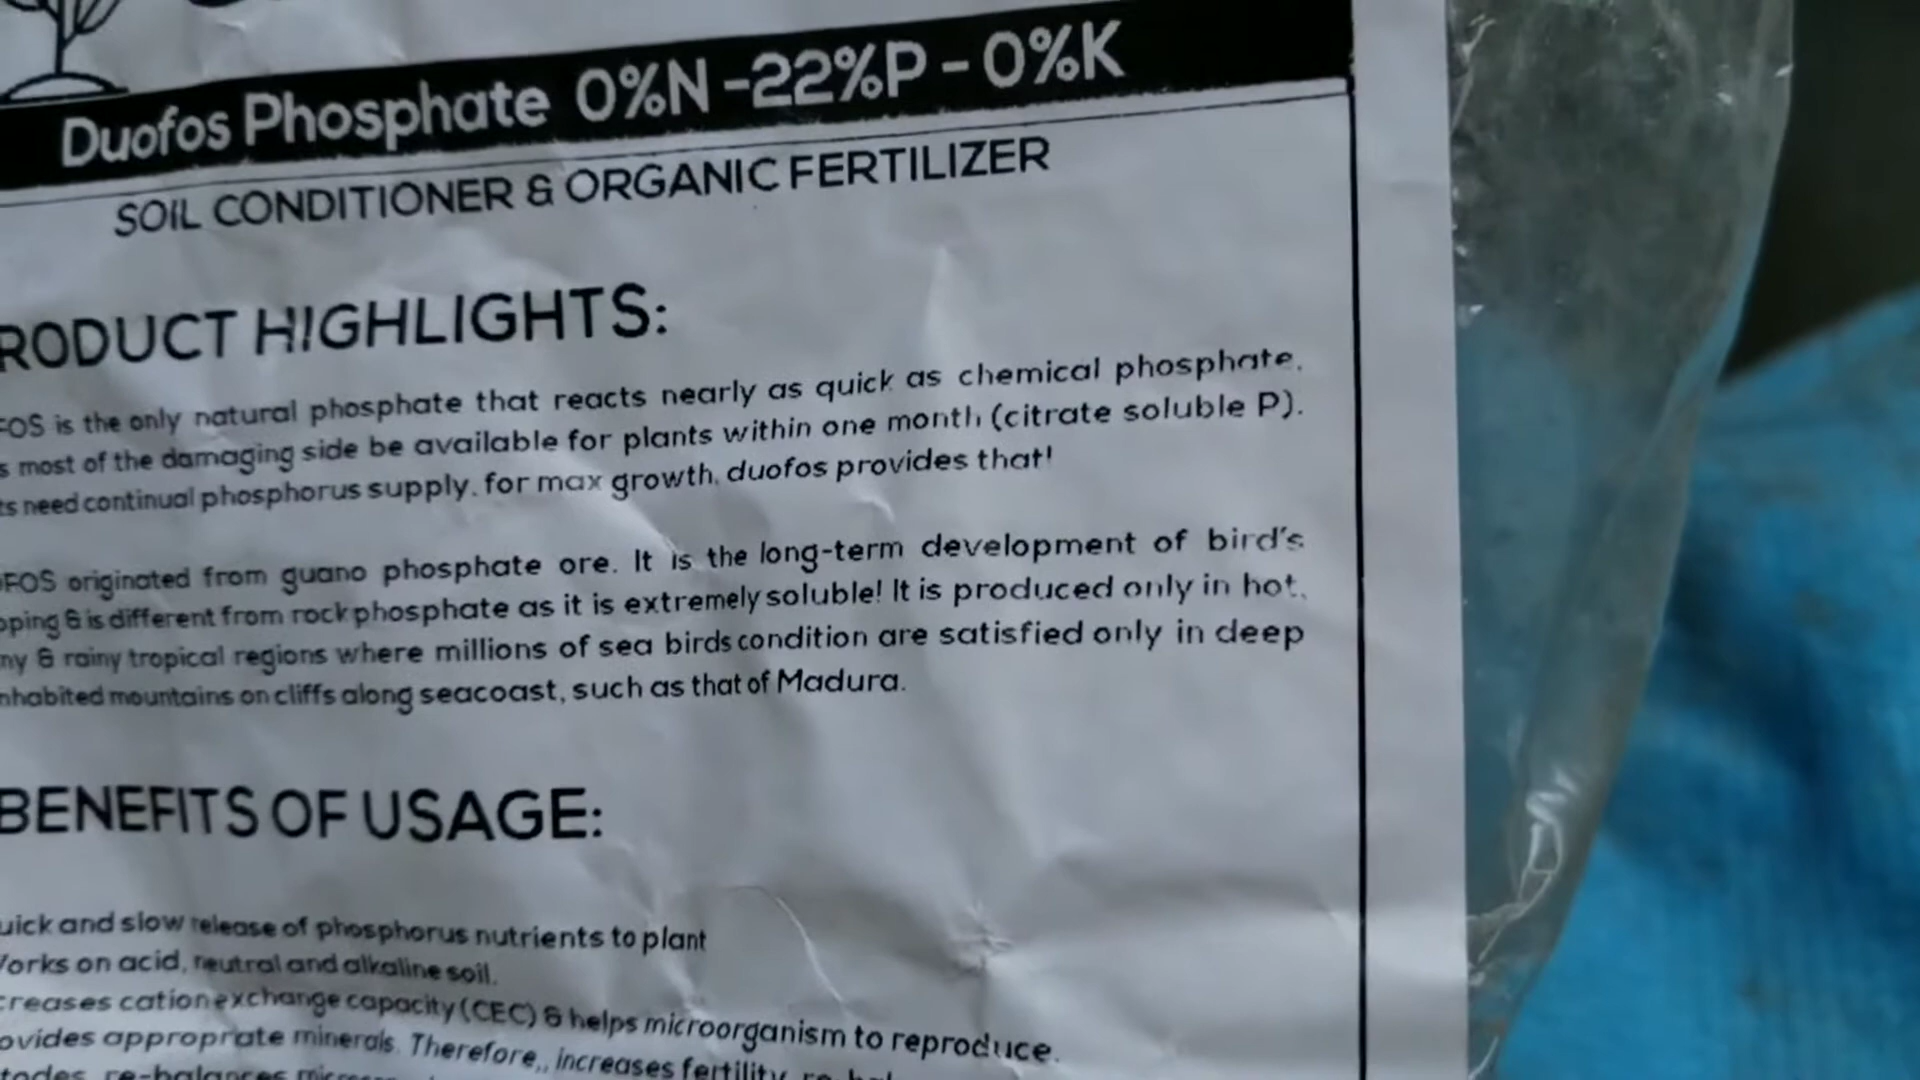 Duofos Phosphate 0%N -22%P - 0%K
SOIL CONDITIONER & ORGANIC FERTILIZER
RODUCT HIGHLIGHTS:
FOS is the only natural phosphate that reacts nearly as quick as chemical phosphate,
s most of the damaging side be available for plants within one month (citrate soluble P).
ts need continual phosphorus supply, for max growth, duofos provides that!
FOS originated from guano phosphate ore. It is the long-term development of bird's
pping & is different from rock phosphate as it is extremely soluble! It is produced only in hot,
ny & rainy tropical regions where millions of sea birds condition are satisfied only in deep
nhabited mountains on cliffs along seacoast, such as that of Madura.
BENEFITS OF USAGE:
uick and slow release of phosphorus nutrients to plant
orks on acid, neutral and alkaline soil.
creases cation exchange capacity (CEC) & helps microorganism to reproduce.
ovides approprate minerals. Therefore,, increases fertility,